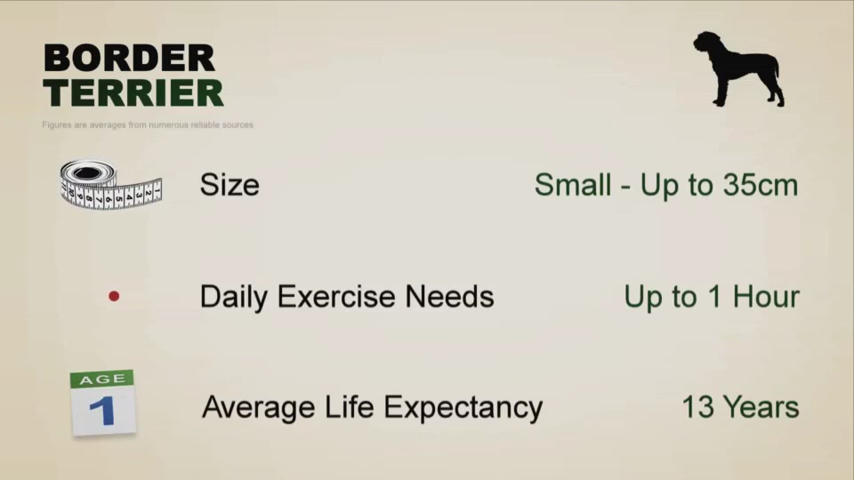 BORDER
TERRIER
Figures are averages from numerous reliable sources
Size Small - Up to 35cm
Daily Exercise Needs Up to 1 Hour
AGE
1
Average Life Expectancy 13 Years